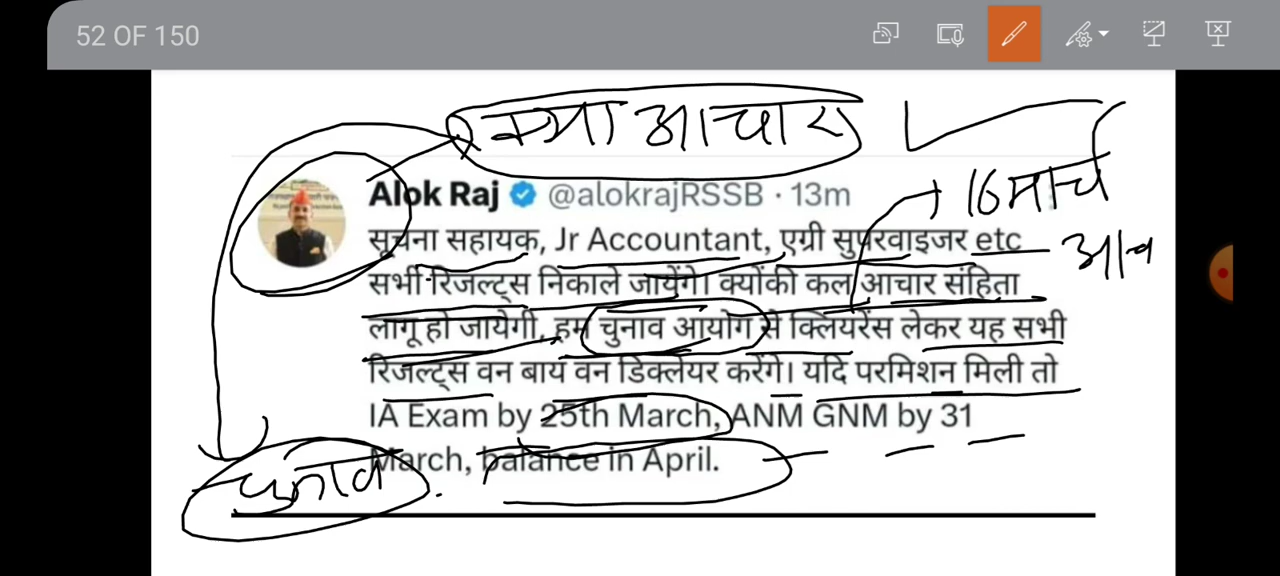 52 OF 150
क्या आचार
Alok Raj @alokrajRSSB · 13m
16 मार्च
सूचना सहायक, Jr Accountant, एग्री सुपरवाइजर etc
सभी रिजल्ट्स निकाले जायेंगे। क्योंकी कल आचार संहिता
लागू हो जायेगी, हम चुनाव आयोग से क्लियरेंस लेकर यह सभी
रिजल्ट्स वन बाय वन डिक्लेयर करेंगे। यदि परमिशन मिली तो
IA Exam by 25th March, ANM GNM by 31
March, balance in April.
चुनाव